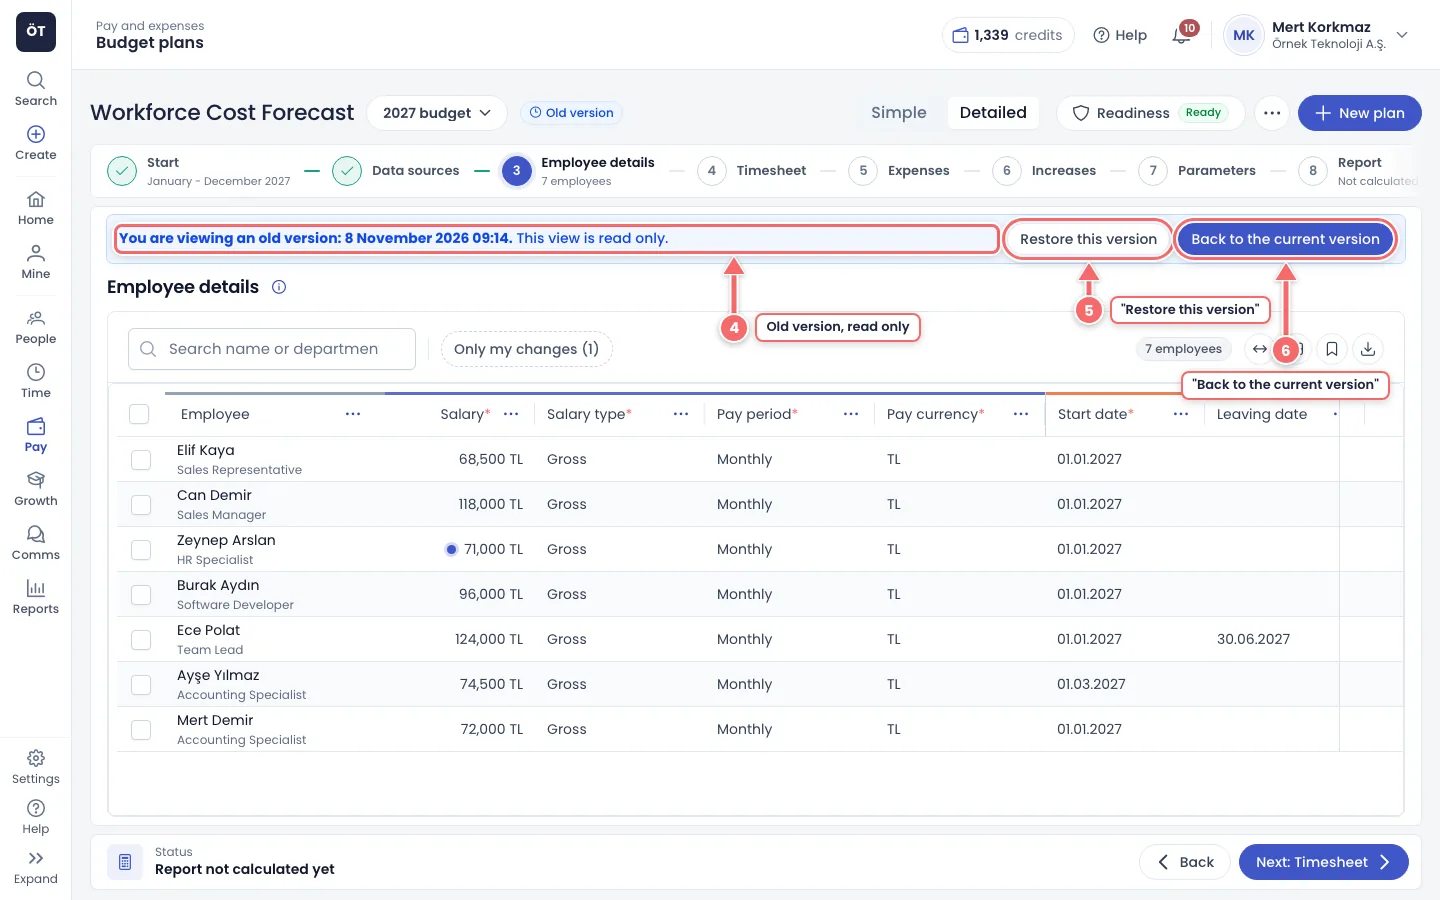 ÖT
Search
Create
Home
Mine
People
Time
Pay
Growth
Comms
Reports
Settings
Help
Expand
Pay and expenses
Budget plans
1,339 credits
Help
10
MK
Mert Korkmaz
Örnek Teknoloji A.Ş.
Workforce Cost Forecast
2027 budget
Old version
Simple
Detailed
Readiness
Ready
New plan
Start
January - December 2027
Data sources
3
Employee details
7 employees
4
Timesheet
5
Expenses
6
Increases
7
Parameters
8
Report
Not calculated
You are viewing an old version: 8 November 2026 09:14. This view is read only.
Restore this version
Back to the current version
Employee details
4
Old version, read only
5
"Restore this version"
6
"Back to the current version"
Search name or departmen
Only my changes (1)
7 employees
Employee
Salary*
Salary type*
Pay period*
Pay currency*
Start date*
Leaving date
Elif Kaya
Sales Representative
68,500 TL Gross Monthly TL 01.01.2027
Can Demir
Sales Manager
118,000 TL Gross Monthly TL 01.01.2027
Zeynep Arslan
HR Specialist
71,000 TL Gross Monthly TL 01.01.2027
Burak Aydın
Software Developer
96,000 TL Gross Monthly TL 01.01.2027
Ece Polat
Team Lead
124,000 TL Gross Monthly TL 01.01.2027 30.06.2027
Ayşe Yılmaz
Accounting Specialist
74,500 TL Gross Monthly TL 01.03.2027
Mert Demir
Accounting Specialist
72,000 TL Gross Monthly TL 01.01.2027
Status
Report not calculated yet
Back
Next: Timesheet